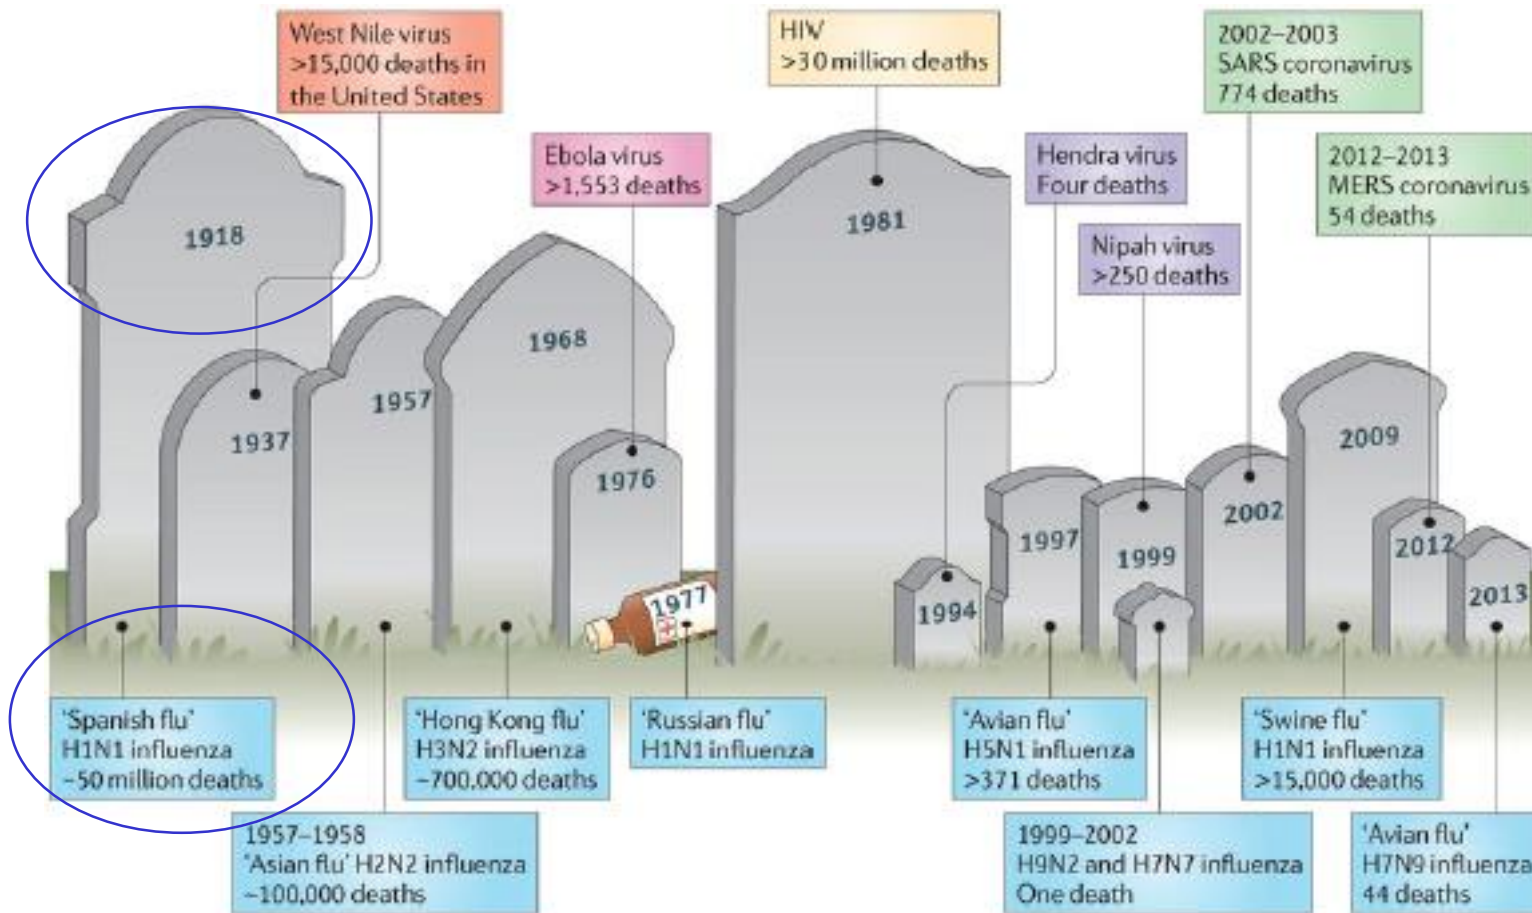 West Nile virus
>15,000 deaths in
the United States
HIV
>30 million deaths
2002–2003
SARS coronavirus
774 deaths
Ebola virus
>1,553 deaths
Hendra virus
Four deaths
2012–2013
MERS coronavirus
54 deaths
Nipah virus
>250 deaths
1918
1937
1957
1968
1976
1977
1981
1994
1997
1999
2002
2009
2012
2013
'Spanish flu'
H1N1 influenza
~50 million deaths
'Hong Kong flu'
H3N2 influenza
~700,000 deaths
'Russian flu'
H1N1 influenza
'Avian flu'
H5N1 influenza
>371 deaths
'Swine flu'
H1N1 influenza
>15,000 deaths
1957–1958
'Asian flu' H2N2 influenza
~100,000 deaths
1999–2002
H9N2 and H7N7 influenza
One death
'Avian flu'
H7N9 influenza
44 deaths